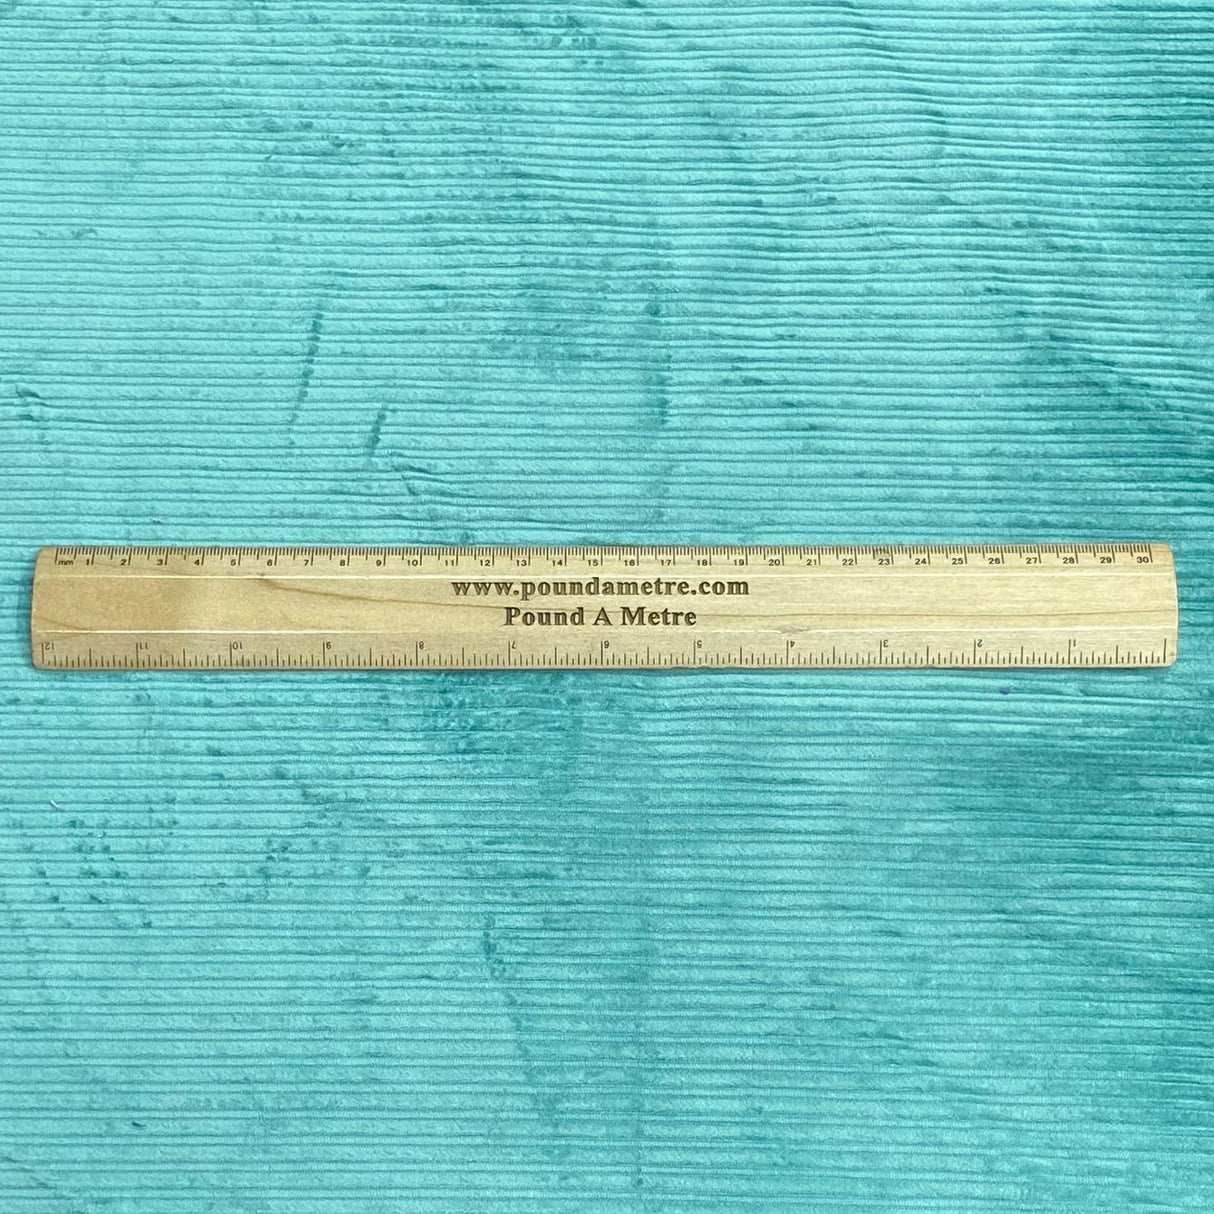 mm 1 2 3 4 5 6 7 8 9 10 11 12 13 14 15 16 17 18 19 20 21 22 23 24 25 26 27 28 29 30
www.poundametre.com
Pound A Metre
12 11 10 9 8 7 6 5 4 3 2 1